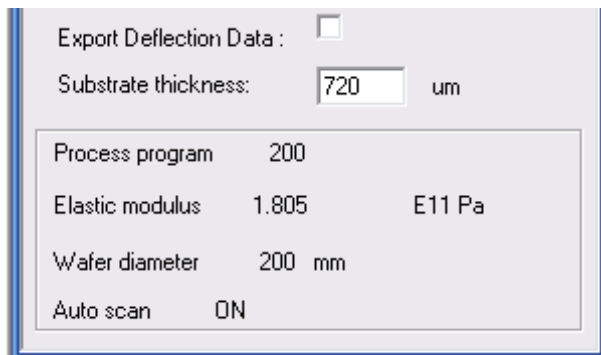 Export Deflection Data :
Substrate thickness: 720 um
Process program 200
Elastic modulus 1.805 E11 Pa
Wafer diameter 200 mm
Auto scan ON